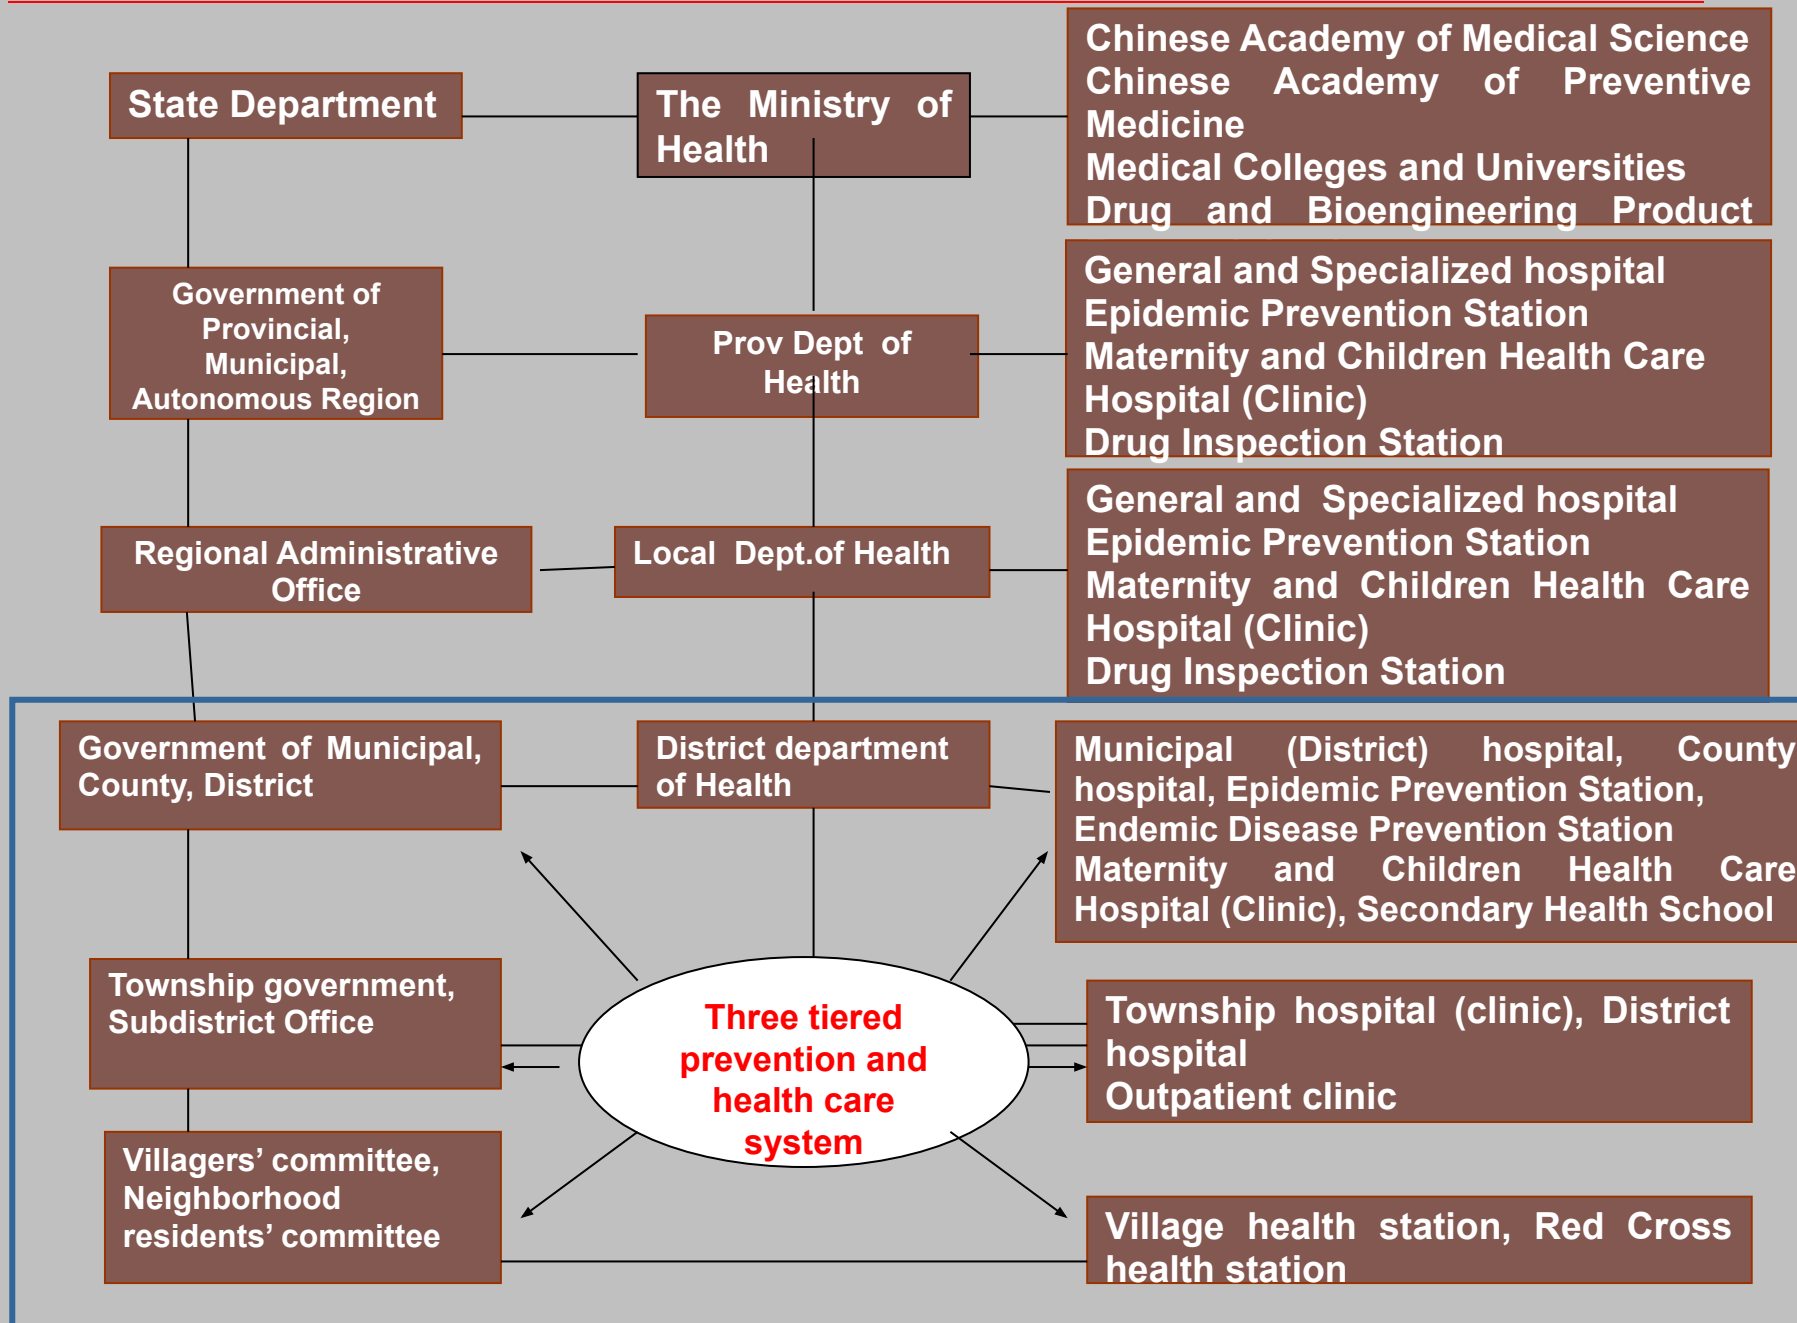 State Department
The Ministry of
Health
Chinese Academy of Medical Science
Chinese Academy of Preventive
Medicine
Medical Colleges and Universities
Drug and Bioengineering Product
Government of
Provincial,
Municipal,
Autonomous Region
Prov Dept of
Health
General and Specialized hospital
Epidemic Prevention Station
Maternity and Children Health Care
Hospital (Clinic)
Drug Inspection Station
Regional Administrative
Office
Local Dept.of Health
General and Specialized hospital
Epidemic Prevention Station
Maternity and Children Health Care
Hospital (Clinic)
Drug Inspection Station
Government of Municipal,
County, District
District department
of Health
Municipal (District) hospital, County
hospital, Epidemic Prevention Station,
Endemic Disease Prevention Station
Maternity and Children Health Care
Hospital (Clinic), Secondary Health School
Township government,
Subdistrict Office
Three tiered
prevention and
health care
system
Township hospital (clinic), District
hospital
Outpatient clinic
Villagers’ committee,
Neighborhood
residents’ committee
Village health station, Red Cross
health station